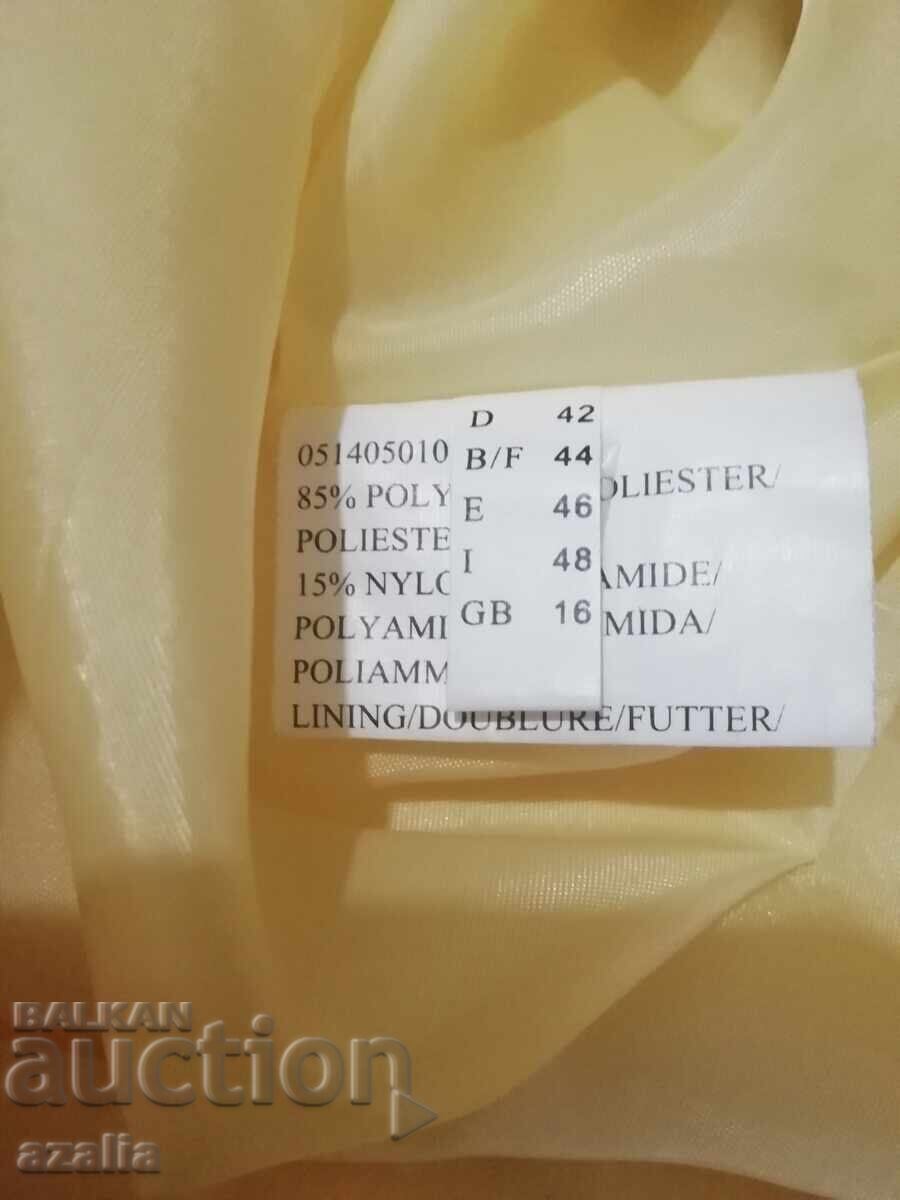 D 42
B/F 44
E 46
I 48
GB 16
051405010
85% POLY OLIESTER/
POLIESTE
15% NYLO AMIDE/
POLYAMI MIDA/
POLIAMM
LINING/DOUBLURE/FUTTER/
BALKAN
auction
azalia